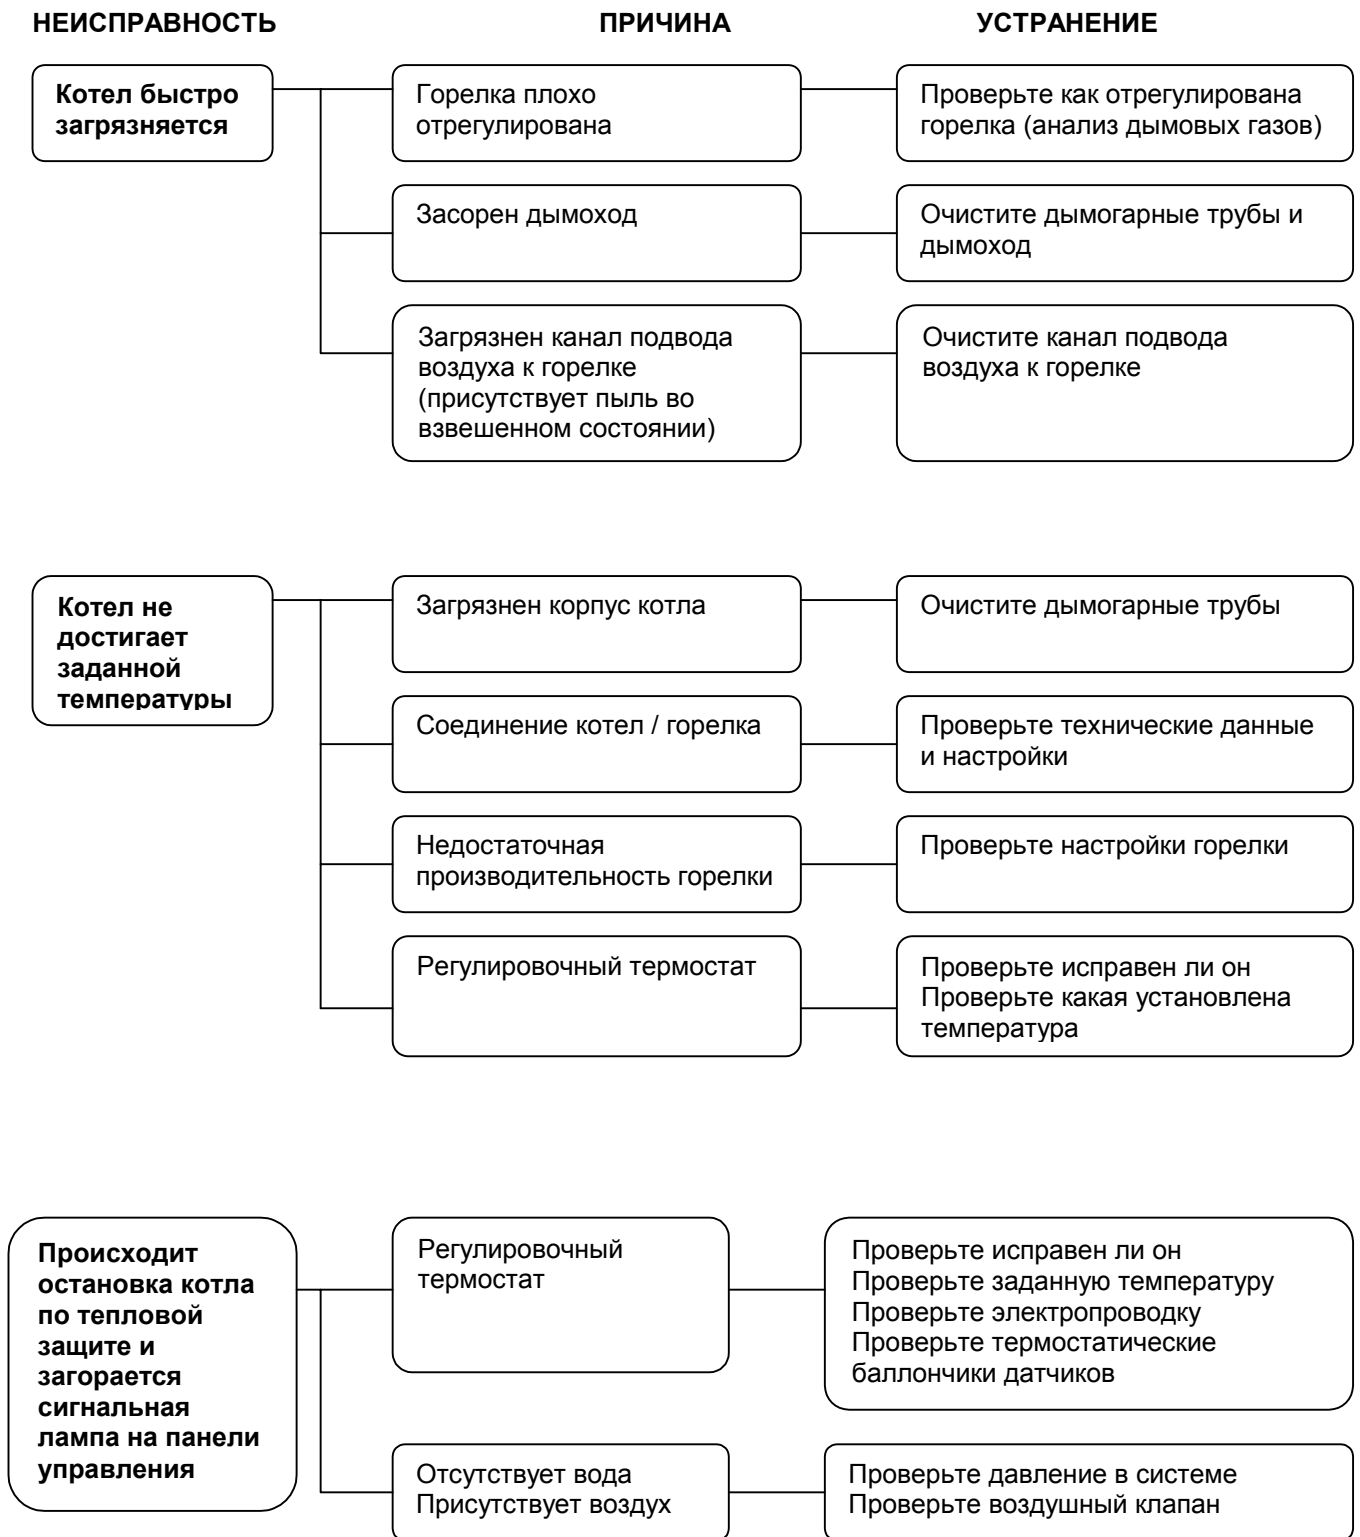 НЕИСПРАВНОСТЬ ПРИЧИНА УСТРАНЕНИЕ
Котел быстро
загрязняется
Горелка плохо
отрегулирована
Проверьте как отрегулирована
горелка (анализ дымовых газов)
Засорен дымоход
Очистите дымогарные трубы и
дымоход
Загрязнен канал подвода
воздуха к горелке
(присутствует пыль во
взвешенном состоянии)
Очистите канал подвода
воздуха к горелке
Котел не
достигает
заданной
температуры
Загрязнен корпус котла
Очистите дымогарные трубы
Соединение котел / горелка
Проверьте технические данные
и настройки
Недостаточная
производительность горелки
Проверьте настройки горелки
Регулировочный термостат
Проверьте исправен ли он
Проверьте какая установлена
температура
Происходит
остановка котла
по тепловой
защите и
загорается
сигнальная
лампа на панели
управления
Регулировочный
термостат
Проверьте исправен ли он
Проверьте заданную температуру
Проверьте электропроводку
Проверьте термостатические
баллончики датчиков
Отсутствует вода
Присутствует воздух
Проверьте давление в системе
Проверьте воздушный клапан